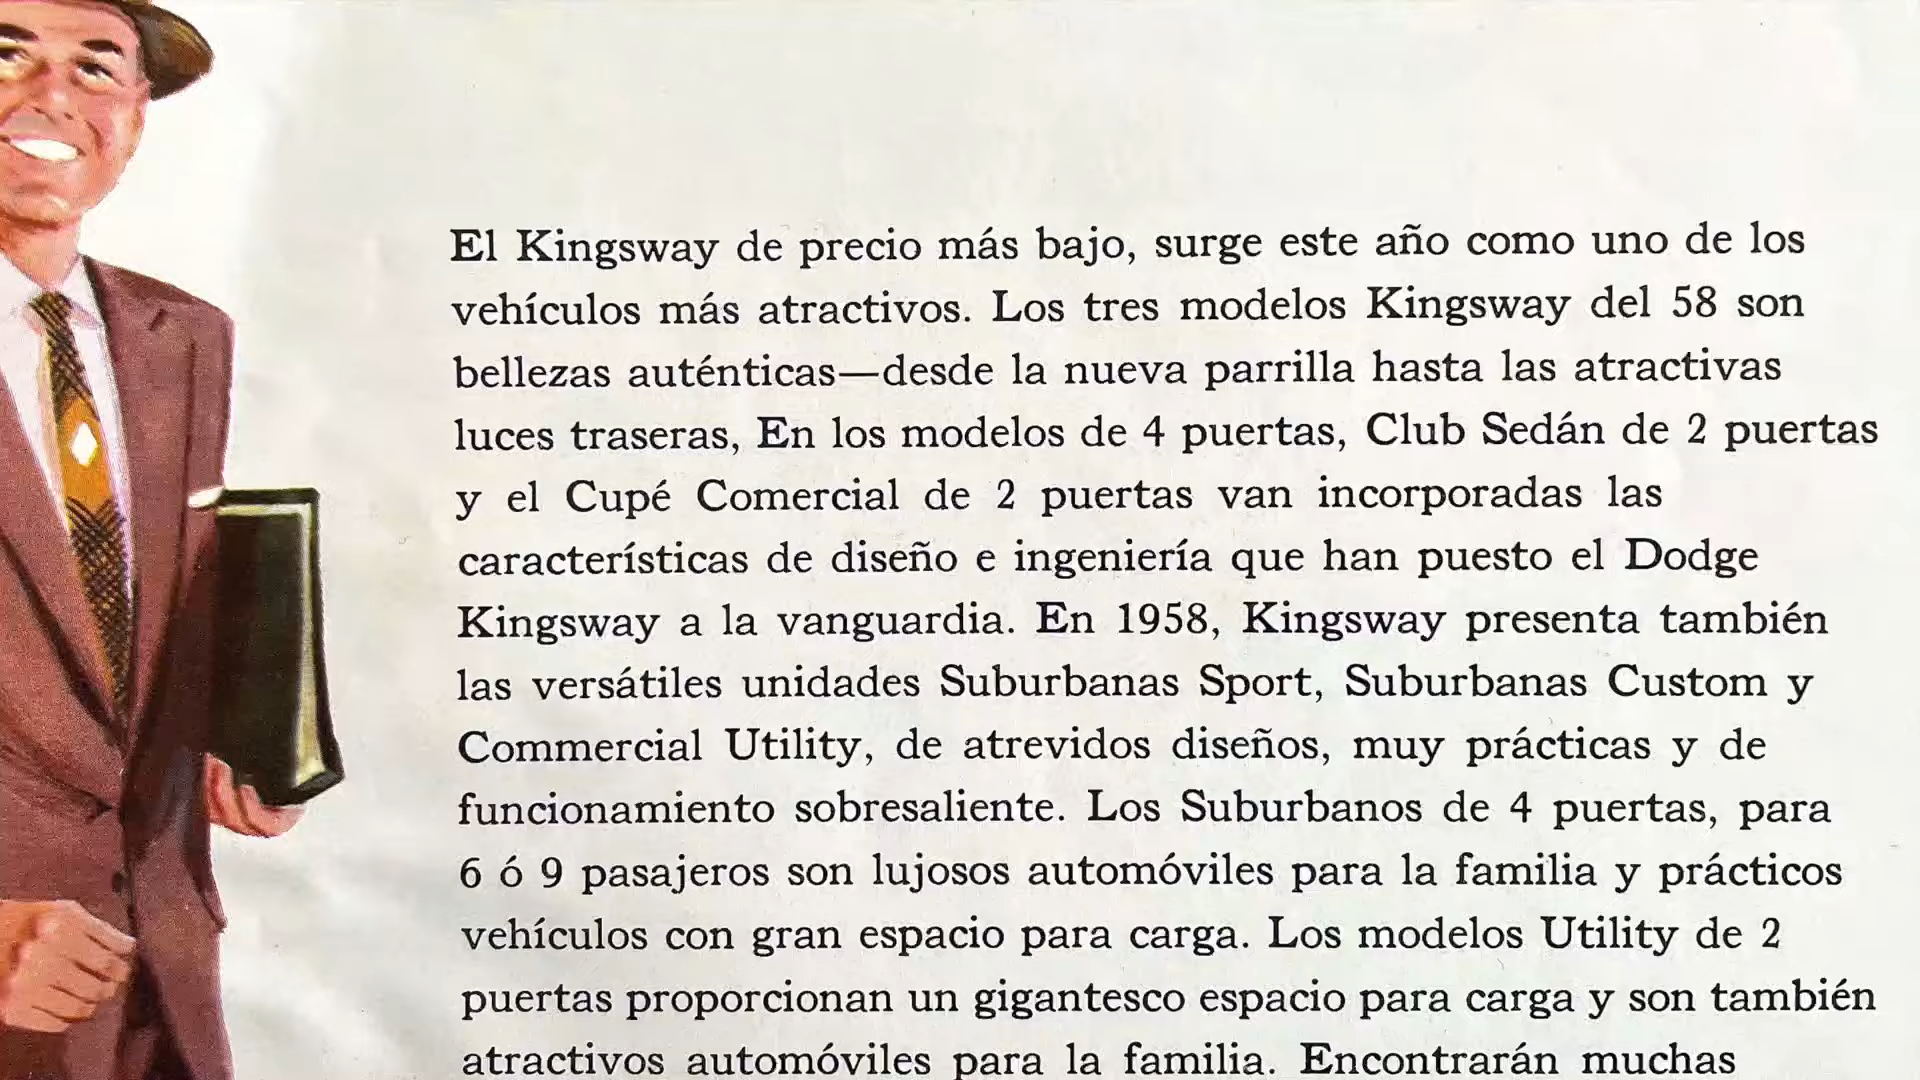 El Kingsway de precio más bajo, surge este año como uno de los
vehículos más atractivos. Los tres modelos Kingsway del 58 son
bellezas auténticas—desde la nueva parrilla hasta las atractivas
luces traseras, En los modelos de 4 puertas, Club Sedán de 2 puertas
y el Cupé Comercial de 2 puertas van incorporadas las
características de diseño e ingeniería que han puesto el Dodge
Kingsway a la vanguardia. En 1958, Kingsway presenta también
las versátiles unidades Suburbanas Sport, Suburbanas Custom y
Commercial Utility, de atrevidos diseños, muy prácticas y de
funcionamiento sobresaliente. Los Suburbanos de 4 puertas, para
6 ó 9 pasajeros son lujosos automóviles para la familia y prácticos
vehículos con gran espacio para carga. Los modelos Utility de 2
puertas proporcionan un gigantesco espacio para carga y son también
atractivos automóviles para la familia. Encontrarán muchas